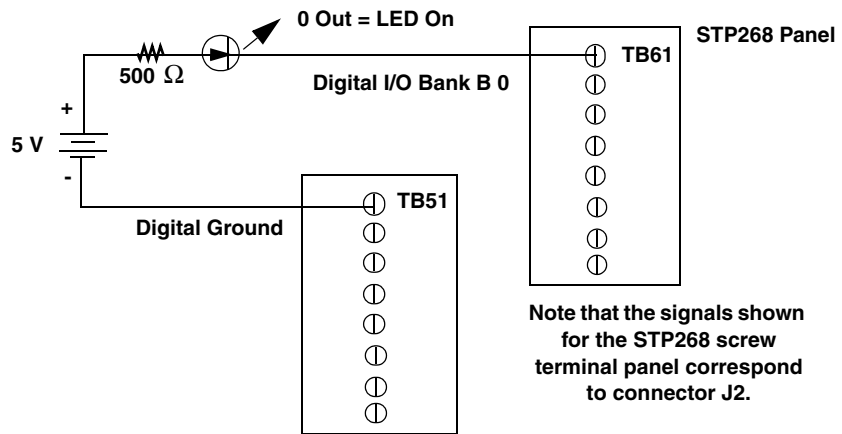 0 Out = LED On
STP268 Panel
TB61
500 Ω
Digital I/O Bank B 0
+
5 V
-
TB51
Digital Ground
Note that the signals shown
for the STP268 screw
terminal panel correspond
to connector J2.